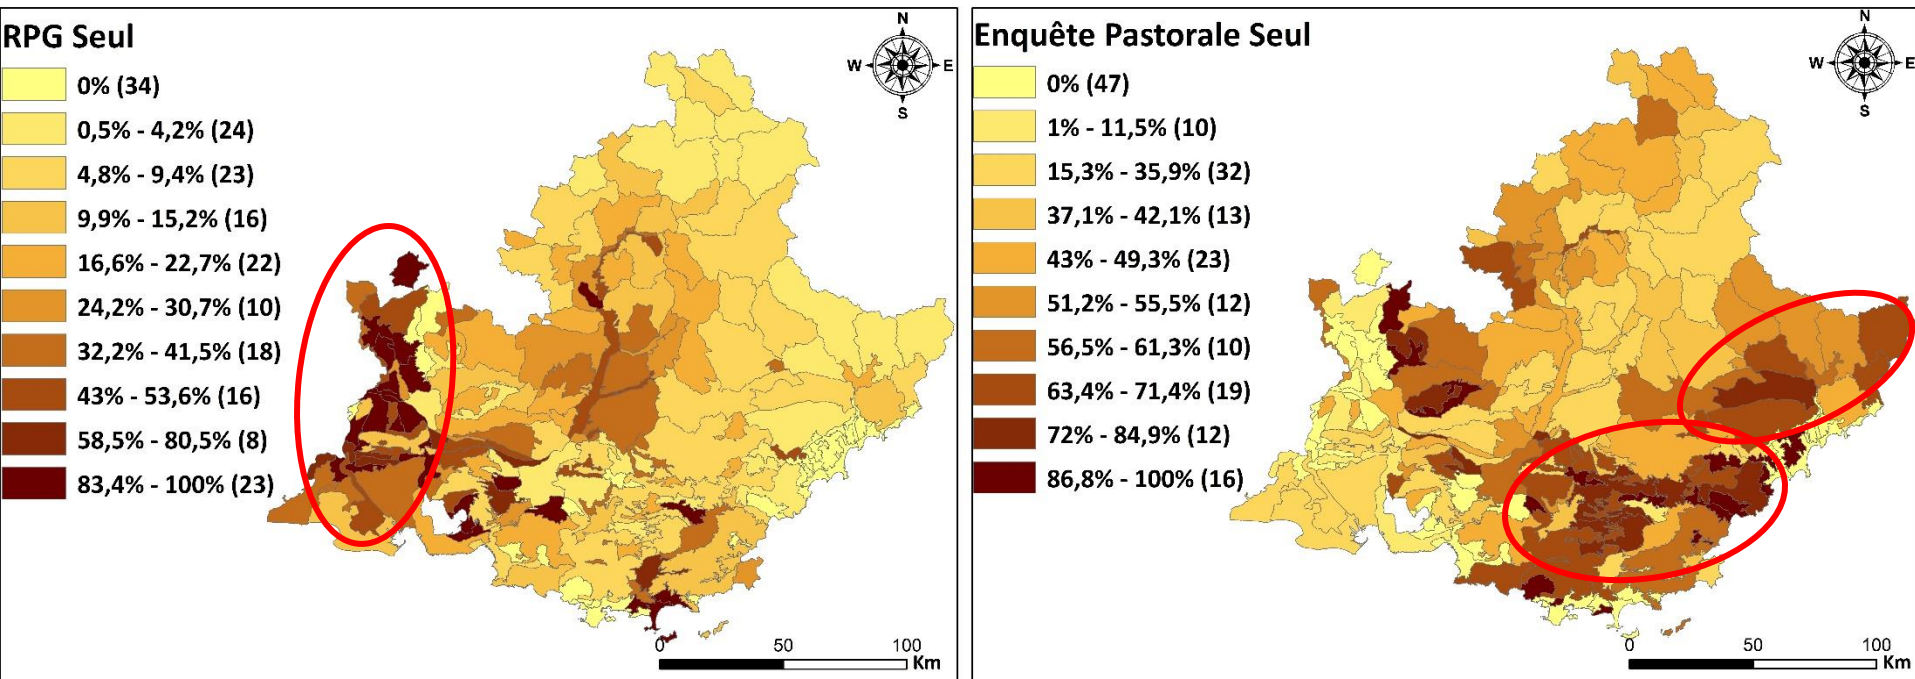 RPG Seul
N
W
E
S
0% (34)
0,5% - 4,2% (24)
4,8% - 9,4% (23)
9,9% - 15,2% (16)
16,6% - 22,7% (22)
24,2% - 30,7% (10)
32,2% - 41,5% (18)
43% - 53,6% (16)
58,5% - 80,5% (8)
83,4% - 100% (23)
0 50 100
Km
Enquête Pastorale Seul
N
W
E
S
0% (47)
1% - 11,5% (10)
15,3% - 35,9% (32)
37,1% - 42,1% (13)
43% - 49,3% (23)
51,2% - 55,5% (12)
56,5% - 61,3% (10)
63,4% - 71,4% (19)
72% - 84,9% (12)
86,8% - 100% (16)
0 50 100
Km